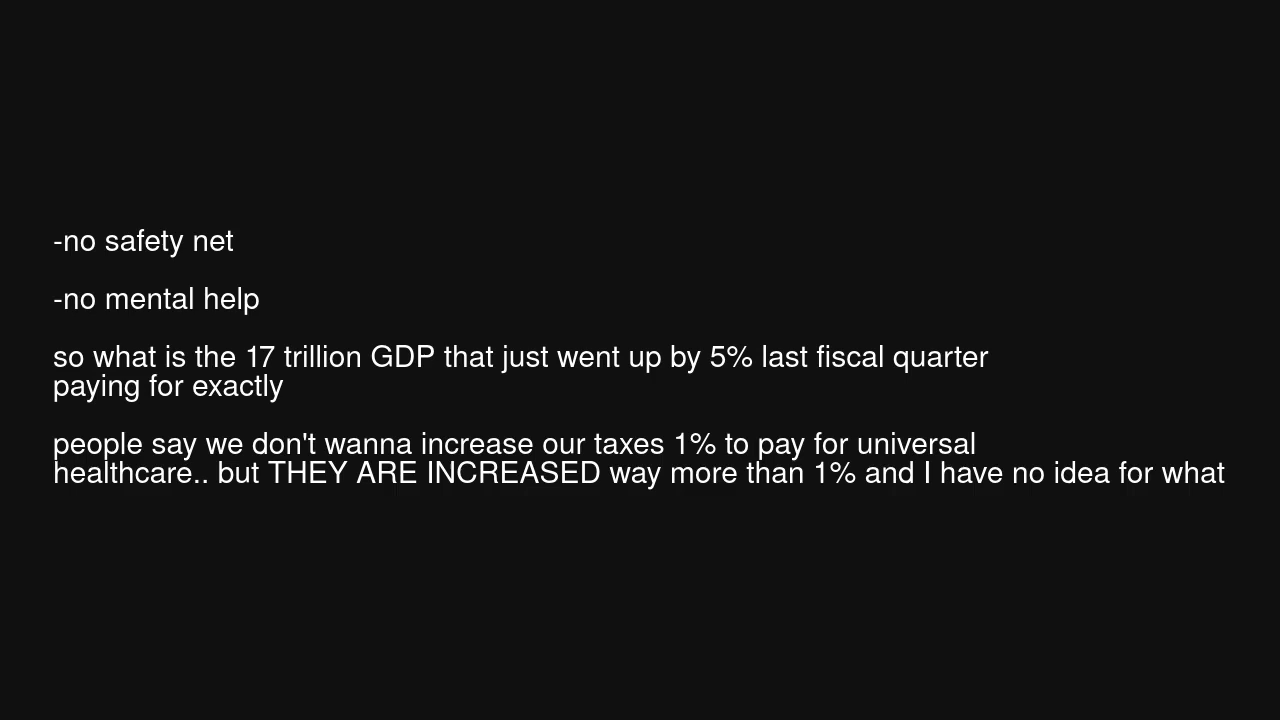 -no safety net
-no mental help
so what is the 17 trillion GDP that just went up by 5% last fiscal quarter
paying for exactly
people say we don't wanna increase our taxes 1% to pay for universal
healthcare.. but THEY ARE INCREASED way more than 1% and I have no idea for what